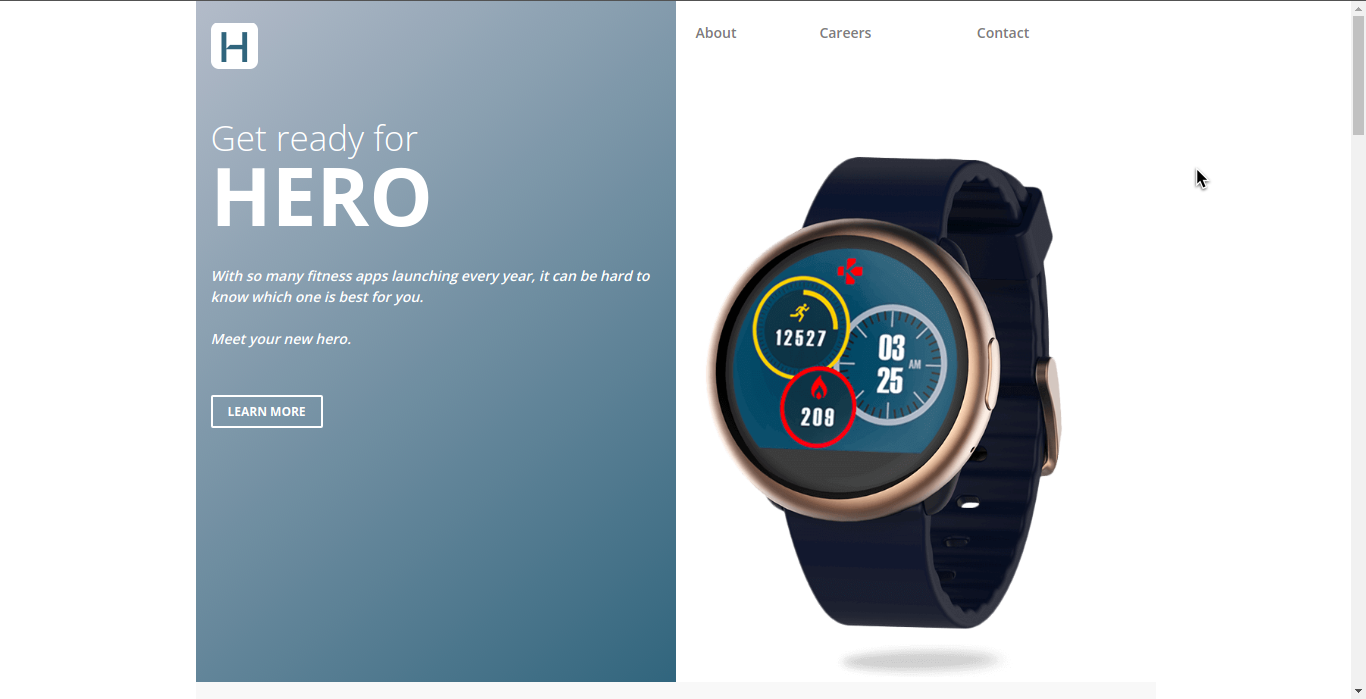 H
About Careers Contact
Get ready for
HERO
With so many fitness apps launching every year, it can be hard to
know which one is best for you.
Meet your new hero.
LEARN MORE
12527
03
25 AM
209